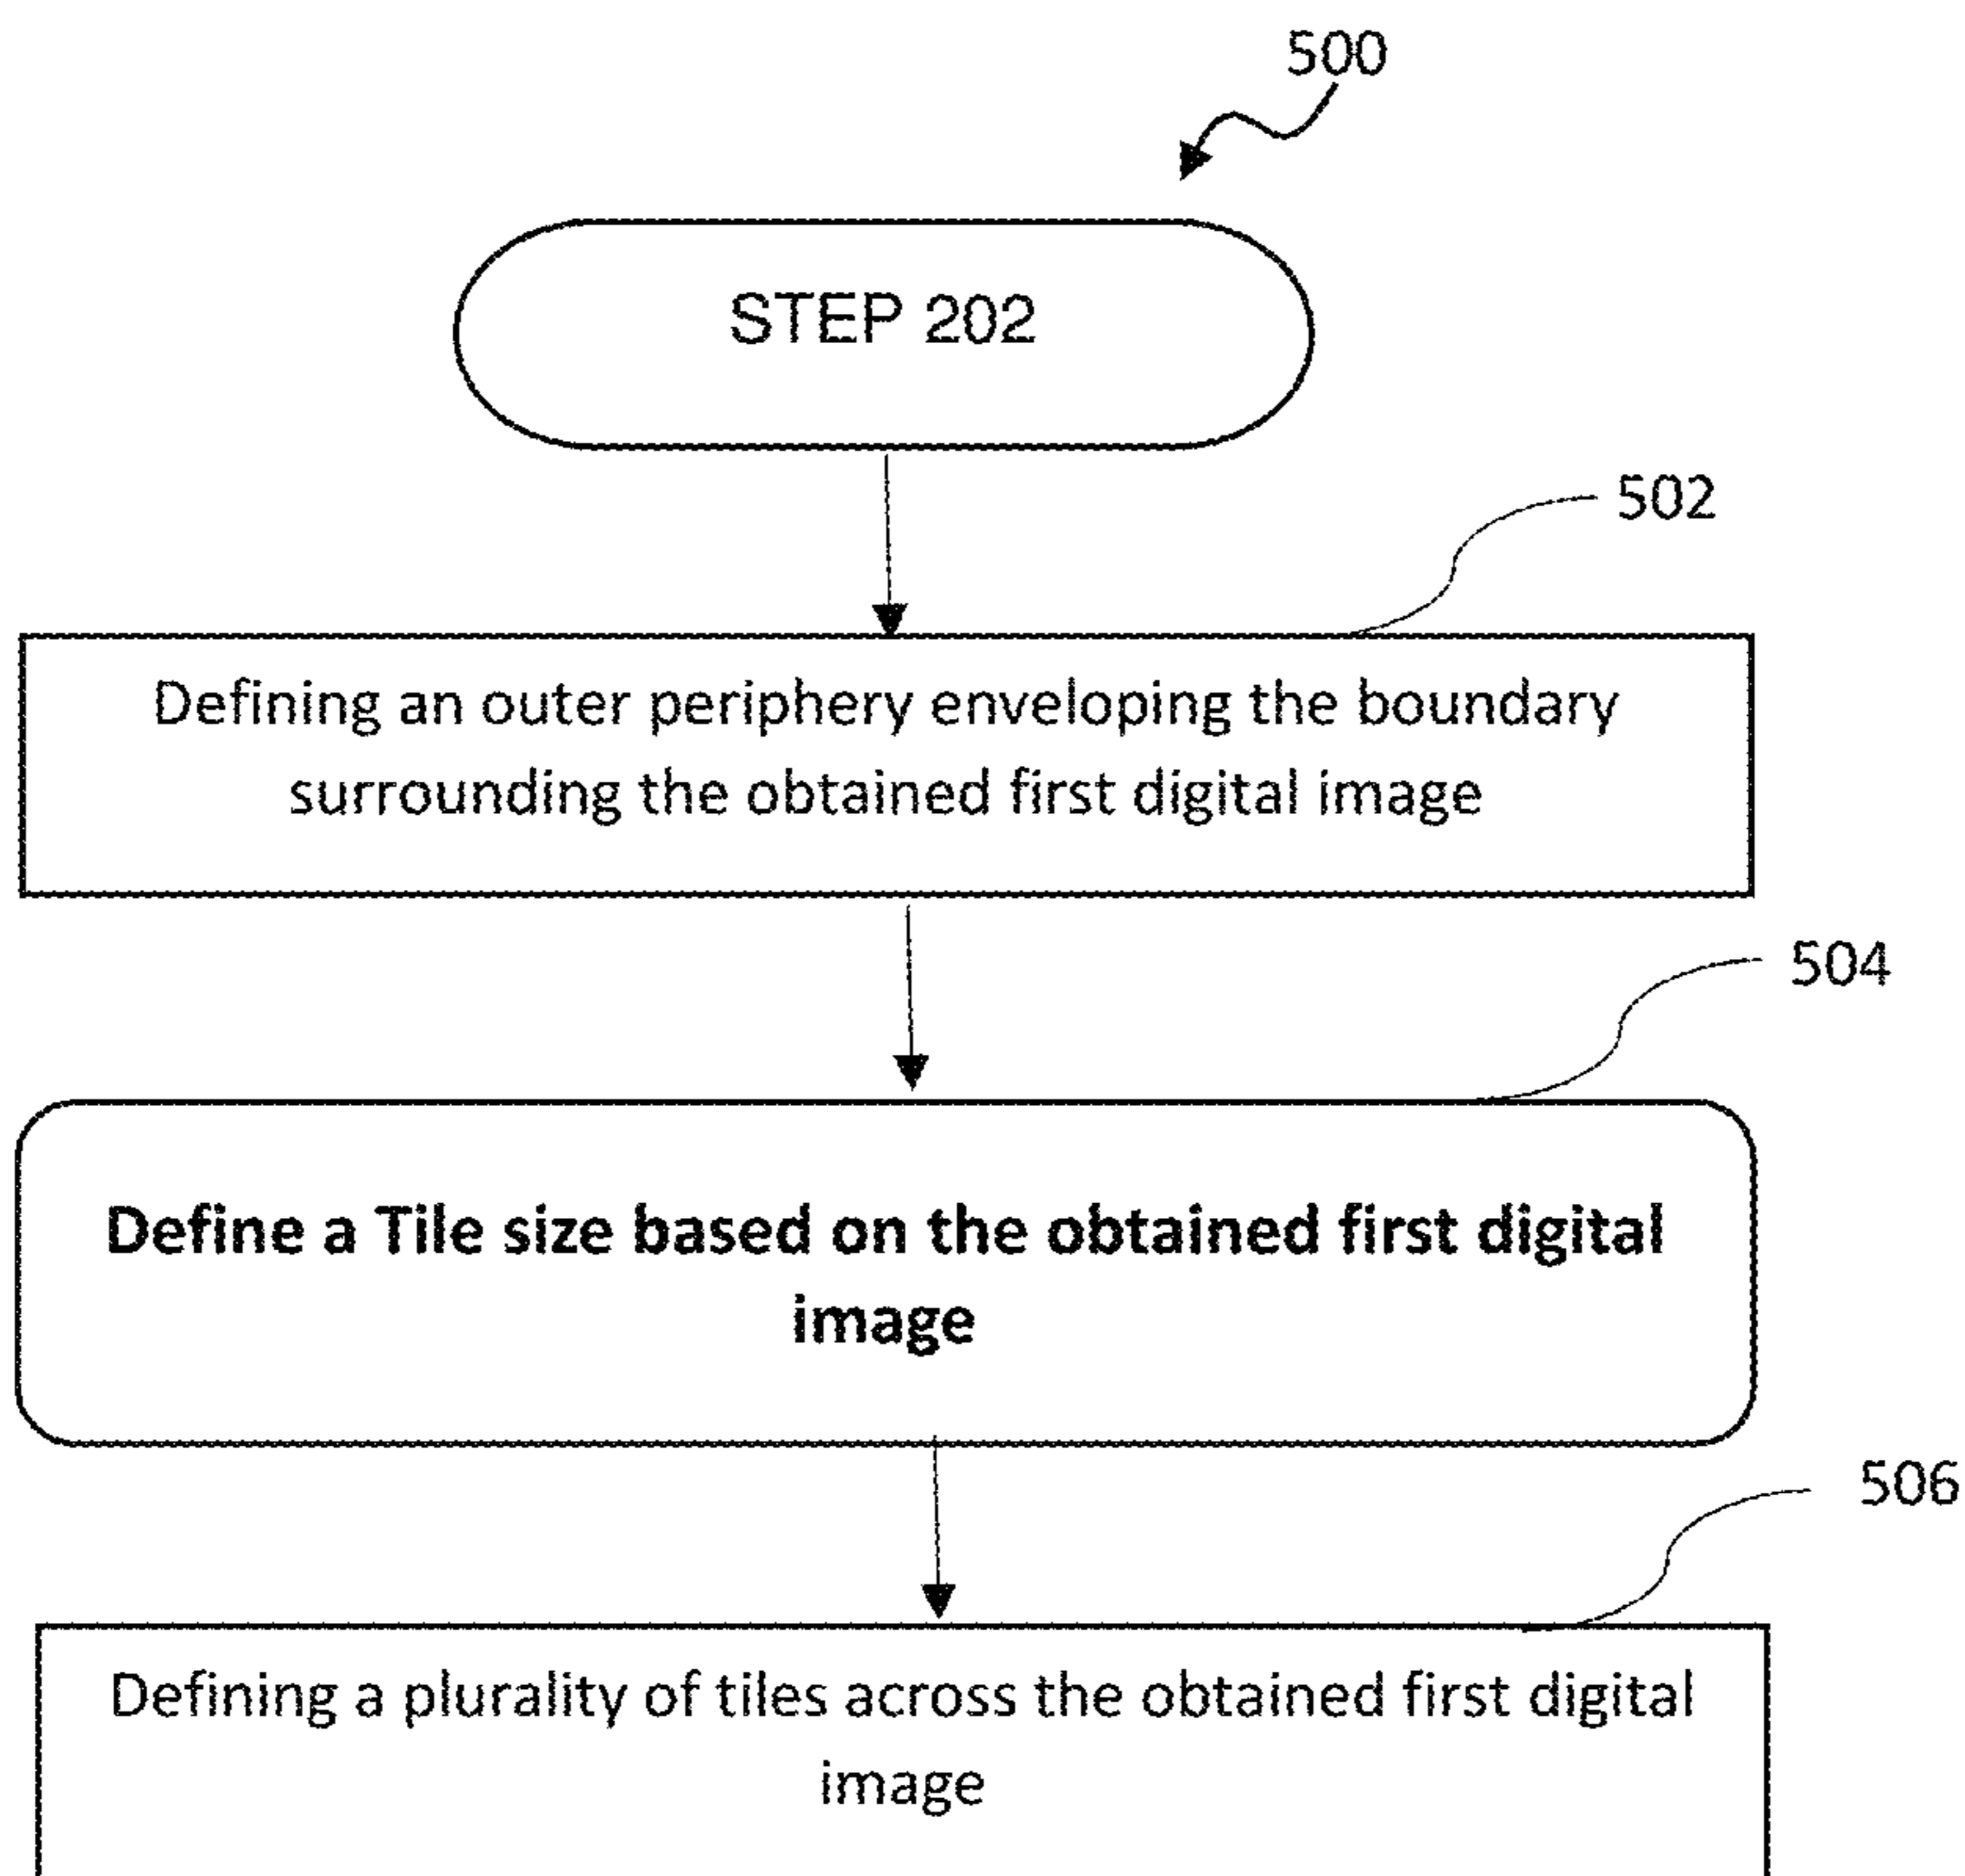 500
STEP 202
502
Defining an outer periphery enveloping the boundary
surrounding the obtained first digital image
504
Define a Tile size based on the obtained first digital
image
506
Defining a plurality of tiles across the obtained first digital
image